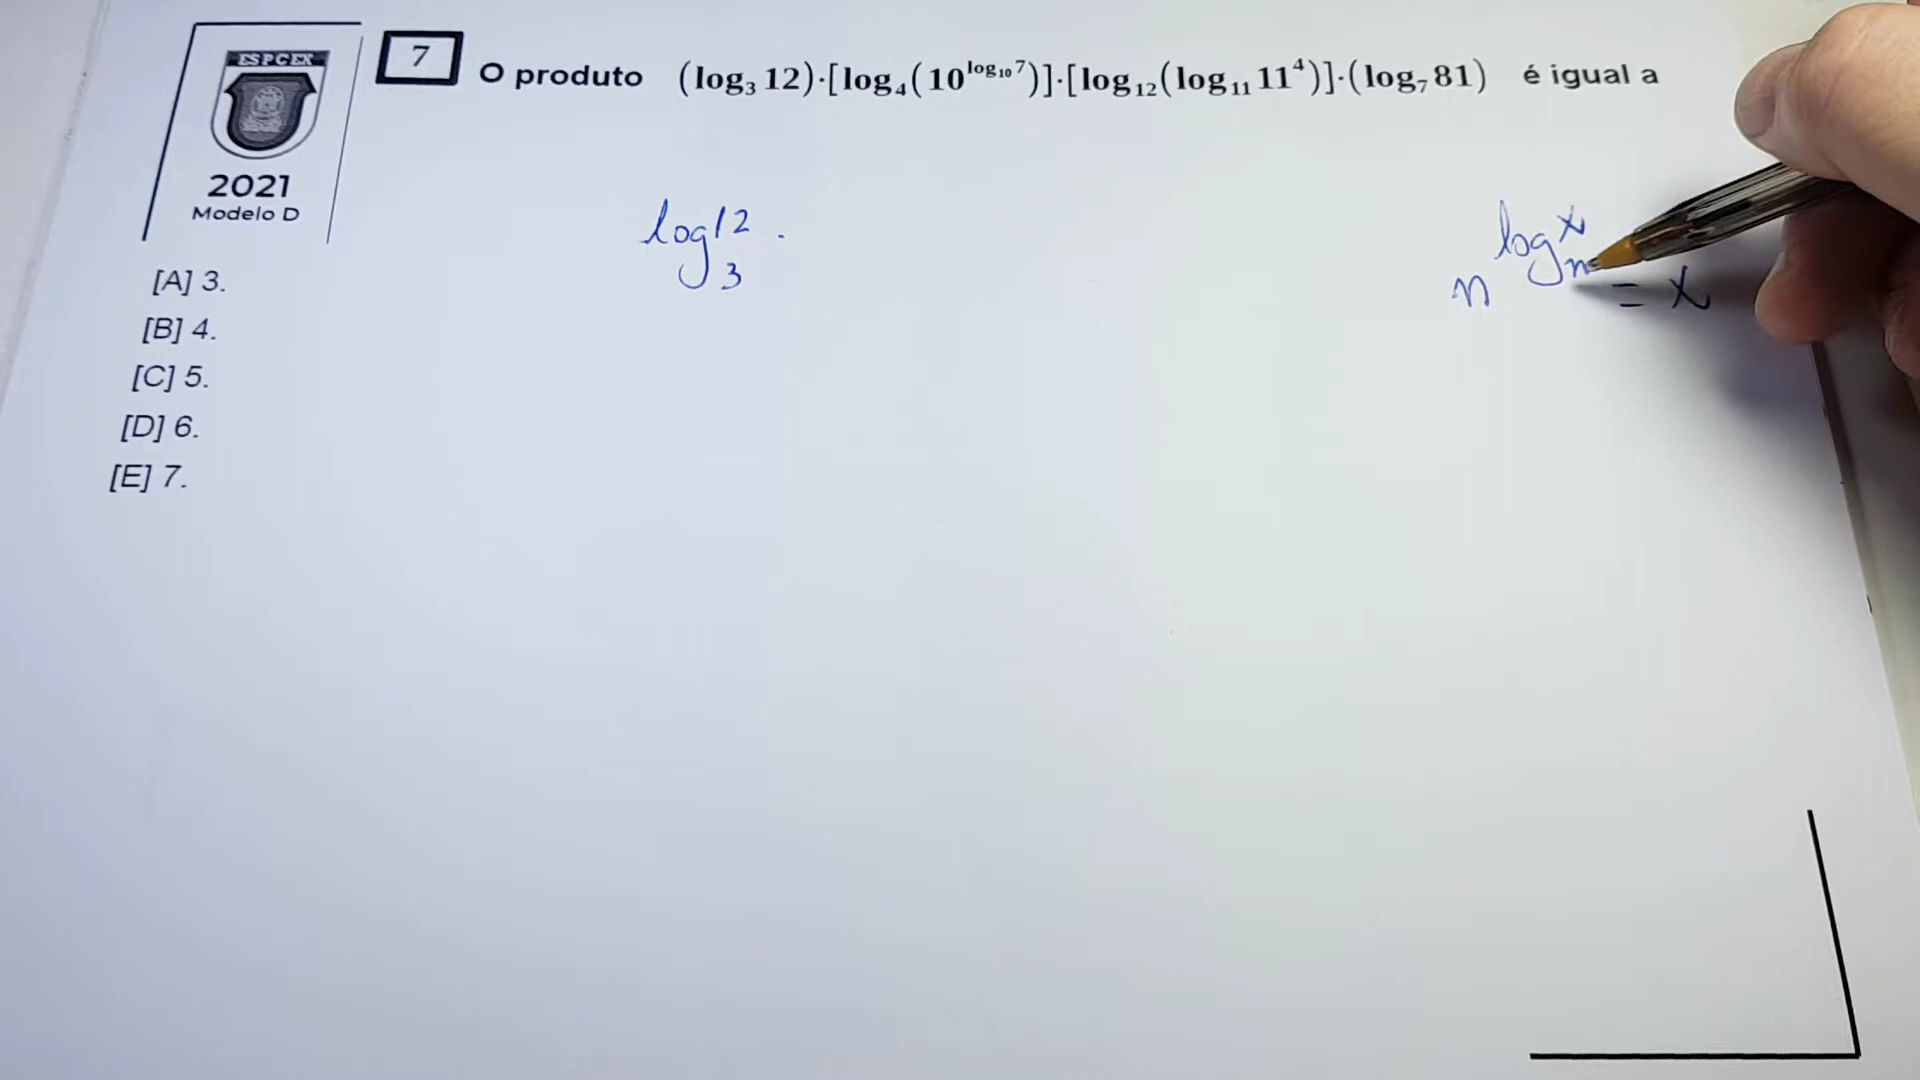 ESPCEX
2021
Modelo D
7
O produto (log₃ 12)·[log₄(10^(log₁₀ 7))]·[log₁₂(log₁₁ 11⁴)]·(log₇ 81) é igual a
[A] 3.
[B] 4.
[C] 5.
[D] 6.
[E] 7.
log₃ 12 .
n^(logₙ x) = x